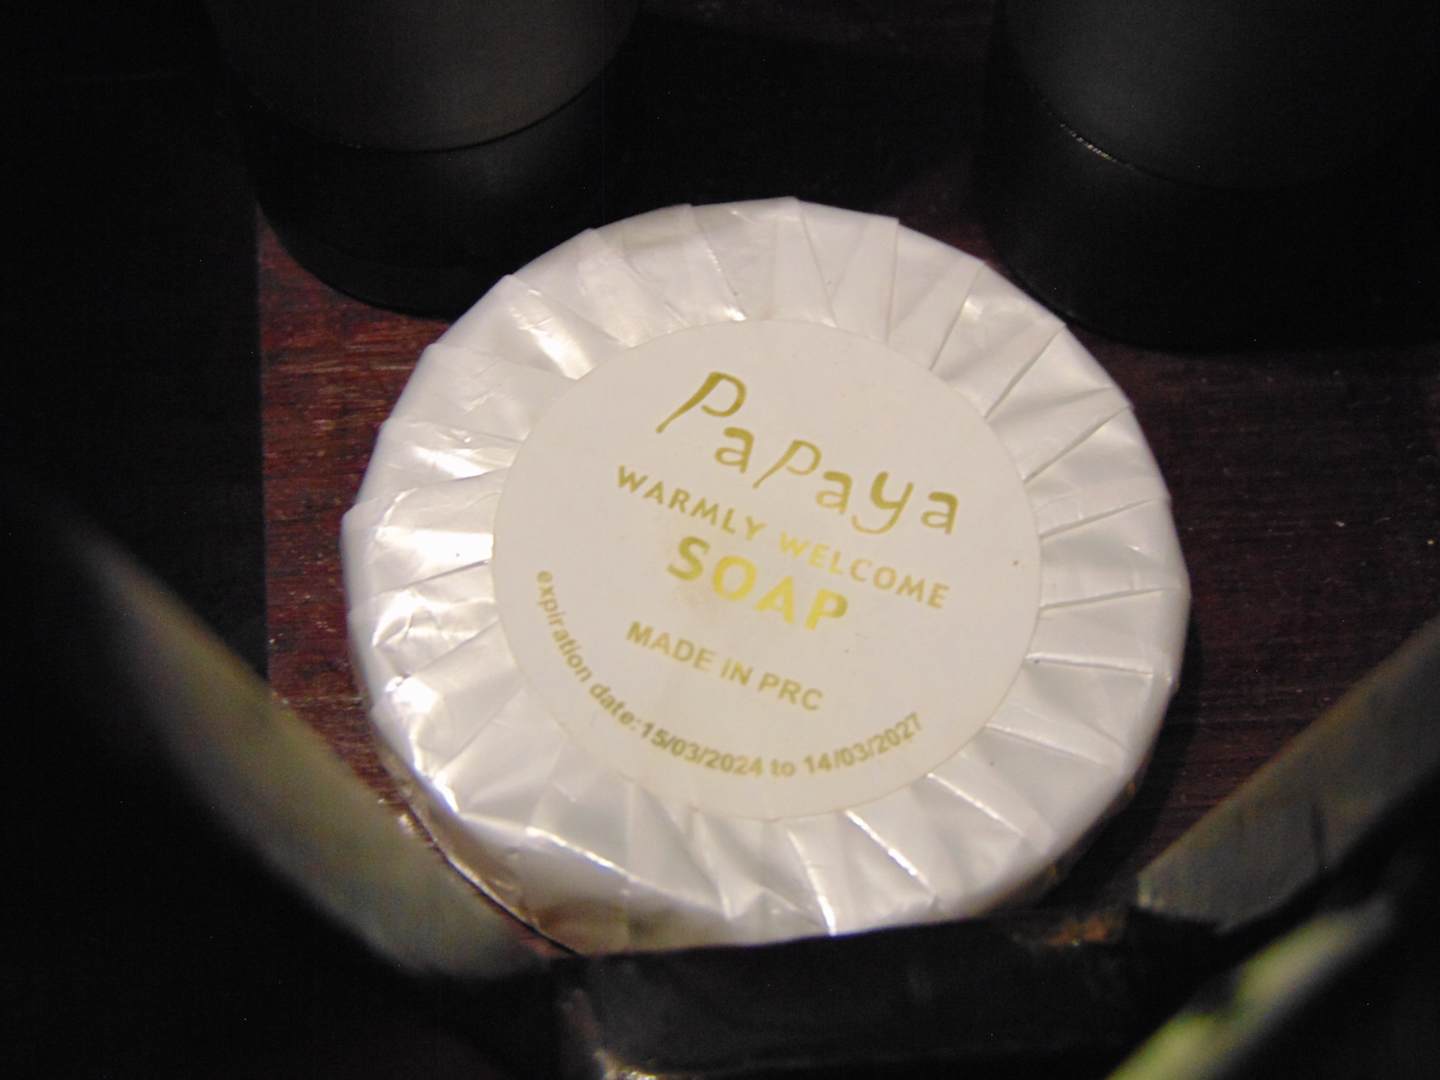 Papaya
WARMLY WELCOME
SOAP
MADE IN PRC
expiration date:15/03/2024 to 14/03/2027